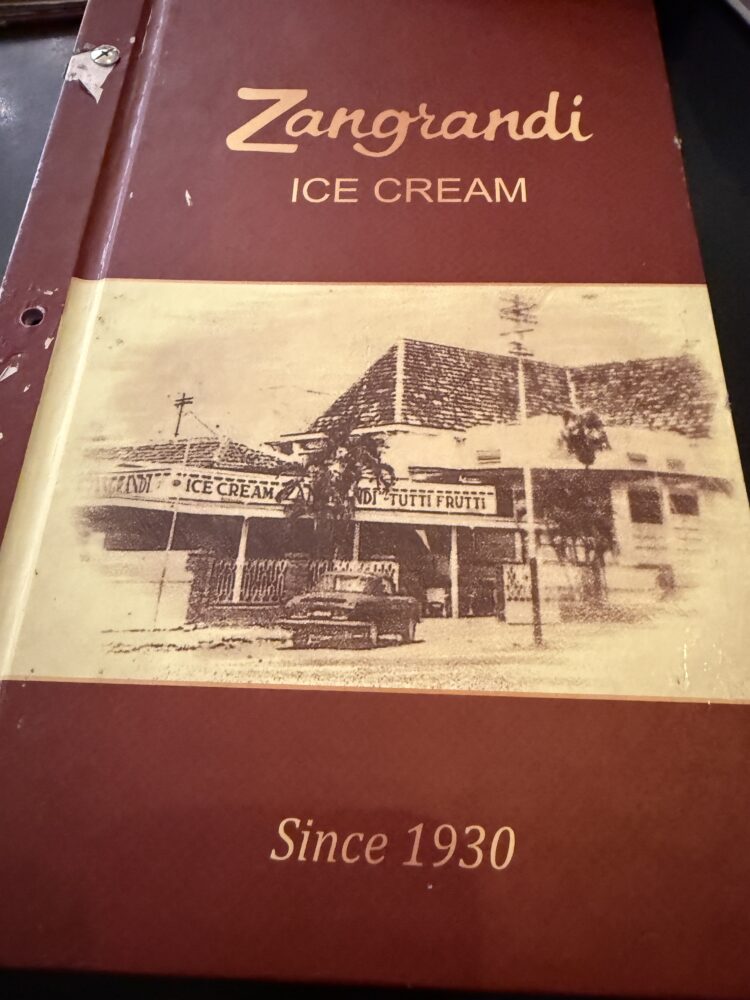 Zangrandi
ICE CREAM
ICE CREAM
TUTTI FRUTTI
Since 1930